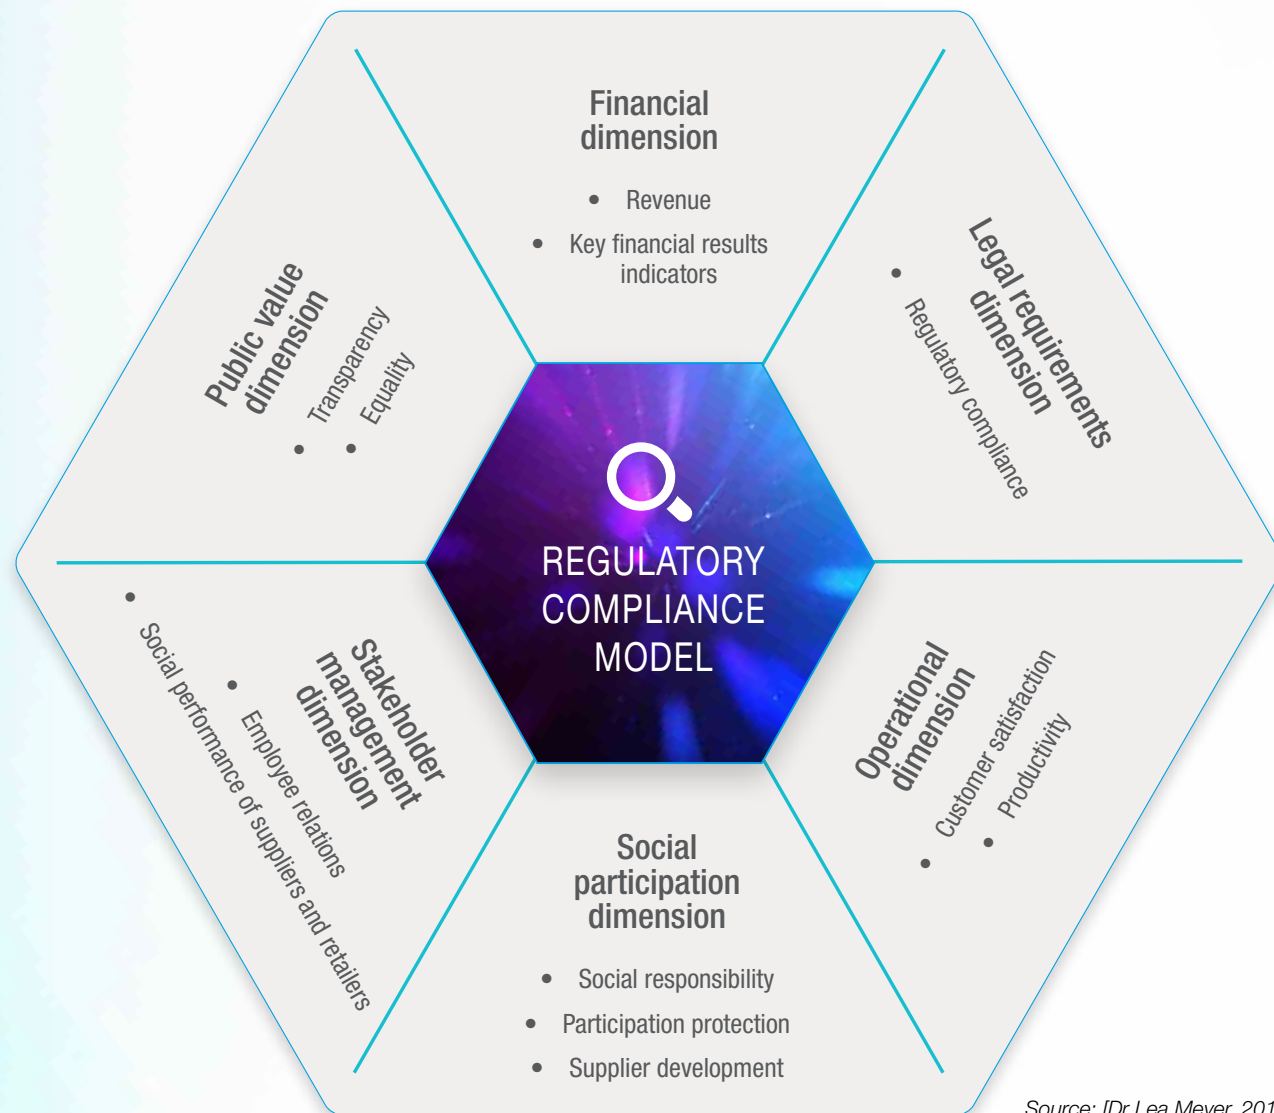 Financial
dimension
• Revenue
• Key financial results
indicators
Legal requirements
dimension
• Regulatory compliance
Operational
dimension
• Customer satisfaction
• Productivity
Social
participation
dimension
• Social responsibility
• Participation protection
• Supplier development
Stakeholder
management
dimension
• Employee relations
• Social performance of suppliers and retailers
Public value
dimension
• Transparency
• Equality
REGULATORY
COMPLIANCE
MODEL
Source: [Dr Lea Meyer, 201